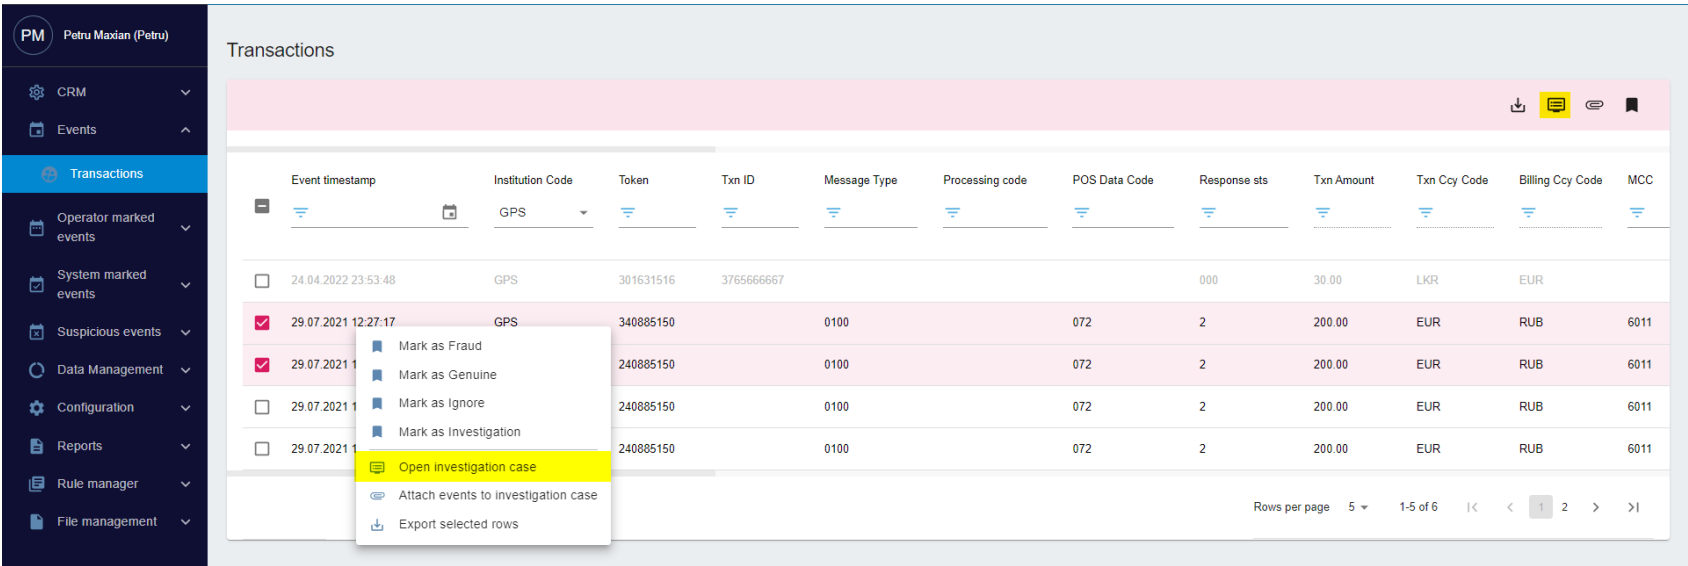 PM Petru Maxian (Petru)
CRM
Events
Transactions
Operator marked
events
System marked
events
Suspicious events
Data Management
Configuration
Reports
Rule manager
File management
Transactions
Event timestamp Institution Code Token Txn ID Message Type Processing code POS Data Code Response sts Txn Amount Txn Ccy Code Billing Ccy Code MCC
GPS
24.04.2022 23:53:48 GPS 301631516 3765666667 000 30.00 LKR EUR
29.07.2021 12:27:17 GPS 340885150 0100 072 2 200.00 EUR RUB 6011
29.07.2021 1 240885150 0100 072 2 200.00 EUR RUB 6011
29.07.2021 1 240885150 0100 072 2 200.00 EUR RUB 6011
29.07.2021 1 240885150 0100 072 2 200.00 EUR RUB 6011
Mark as Fraud
Mark as Genuine
Mark as Ignore
Mark as Investigation
Open investigation case
Attach events to investigation case
Export selected rows
Rows per page 5 1-5 of 6 1 2